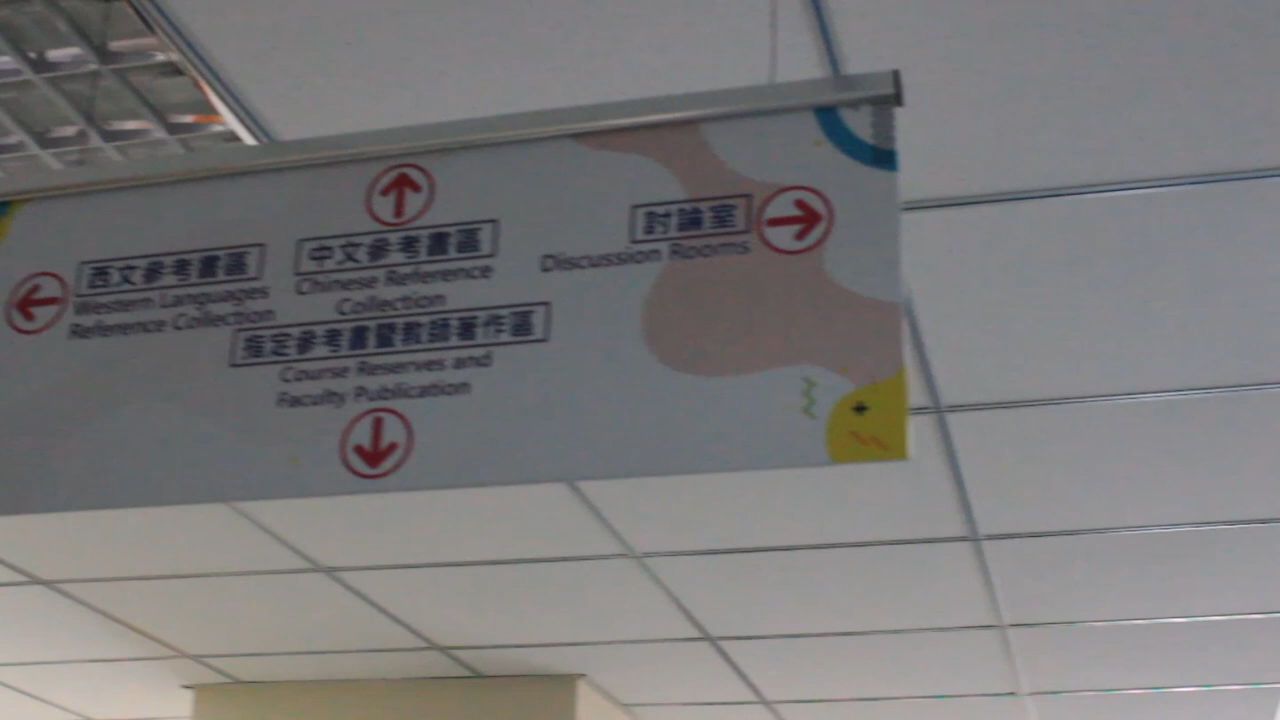 西文參考書區
Western Languages
Reference Collection
中文參考書區
Chinese Reference
Collection
指定參考書暨教師著作區
Course Reserves and
Faculty Publication
討論室
Discussion Rooms